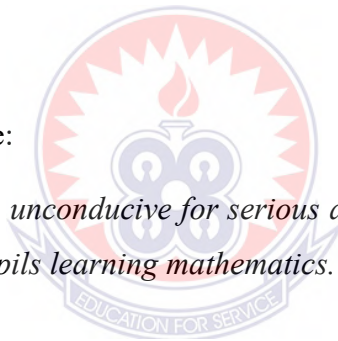 e:
unconducive for serious a
pils learning mathematics.
EDUCATION FOR SERVICE